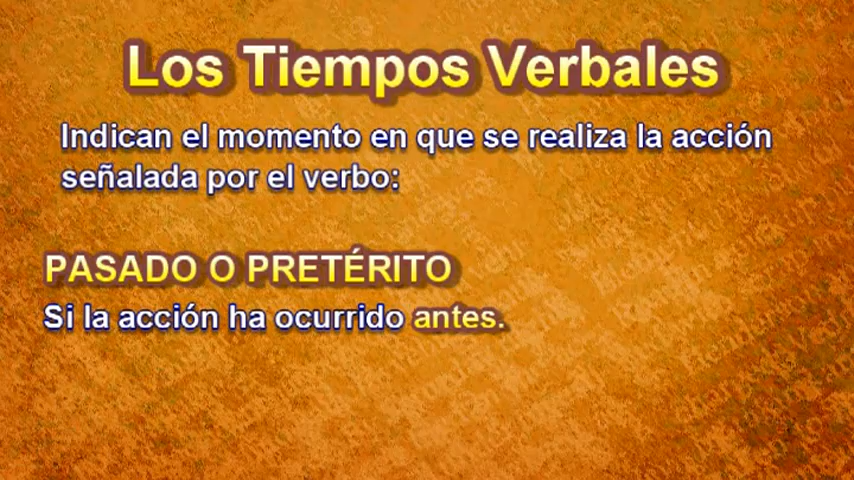 Los Tiempos Verbales
Indican el momento en que se realiza la acción
señalada por el verbo:
PASADO O PRETÉRITO
Si la acción ha ocurrido antes.